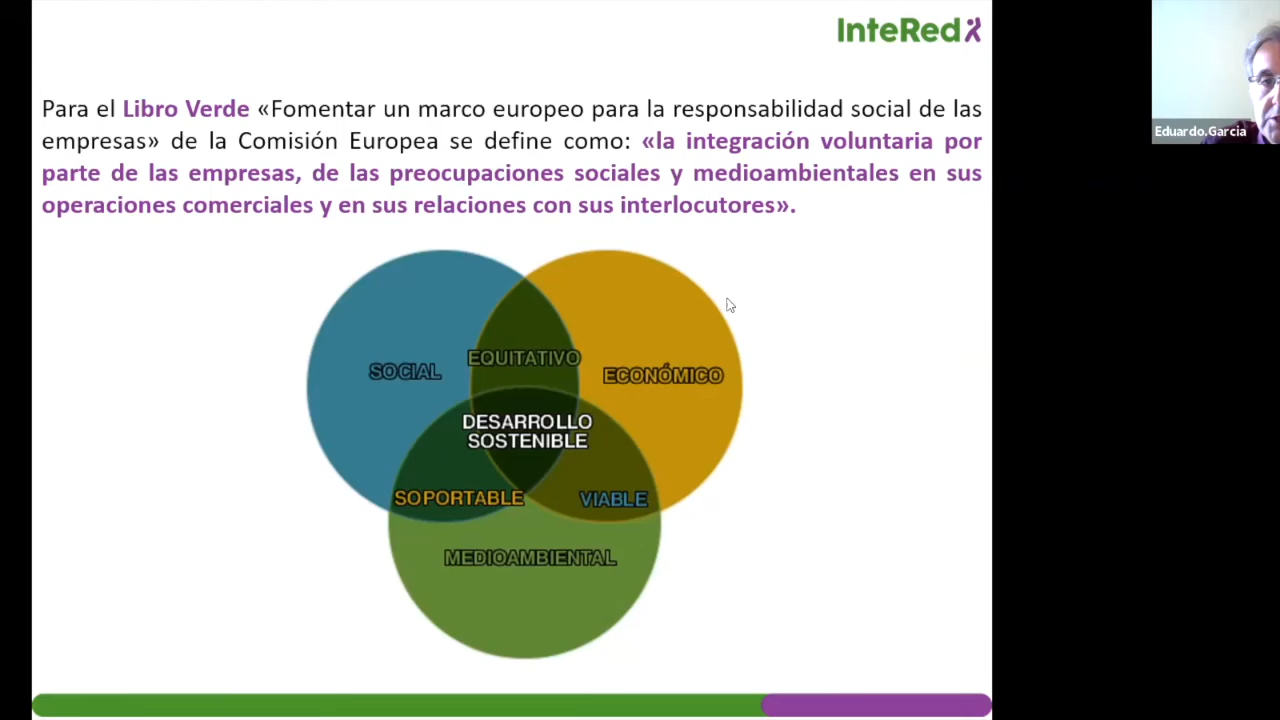 InteRed
Para el Libro Verde «Fomentar un marco europeo para la responsabilidad social de las
empresas» de la Comisión Europea se define como: «la integración voluntaria por
parte de las empresas, de las preocupaciones sociales y medioambientales en sus
operaciones comerciales y en sus relaciones con sus interlocutores».
Eduardo.Garcia
EQUITATIVO
SOCIAL
ECONÓMICO
DESARROLLO
SOSTENIBLE
SOPORTABLE
VIABLE
MEDIOAMBIENTAL